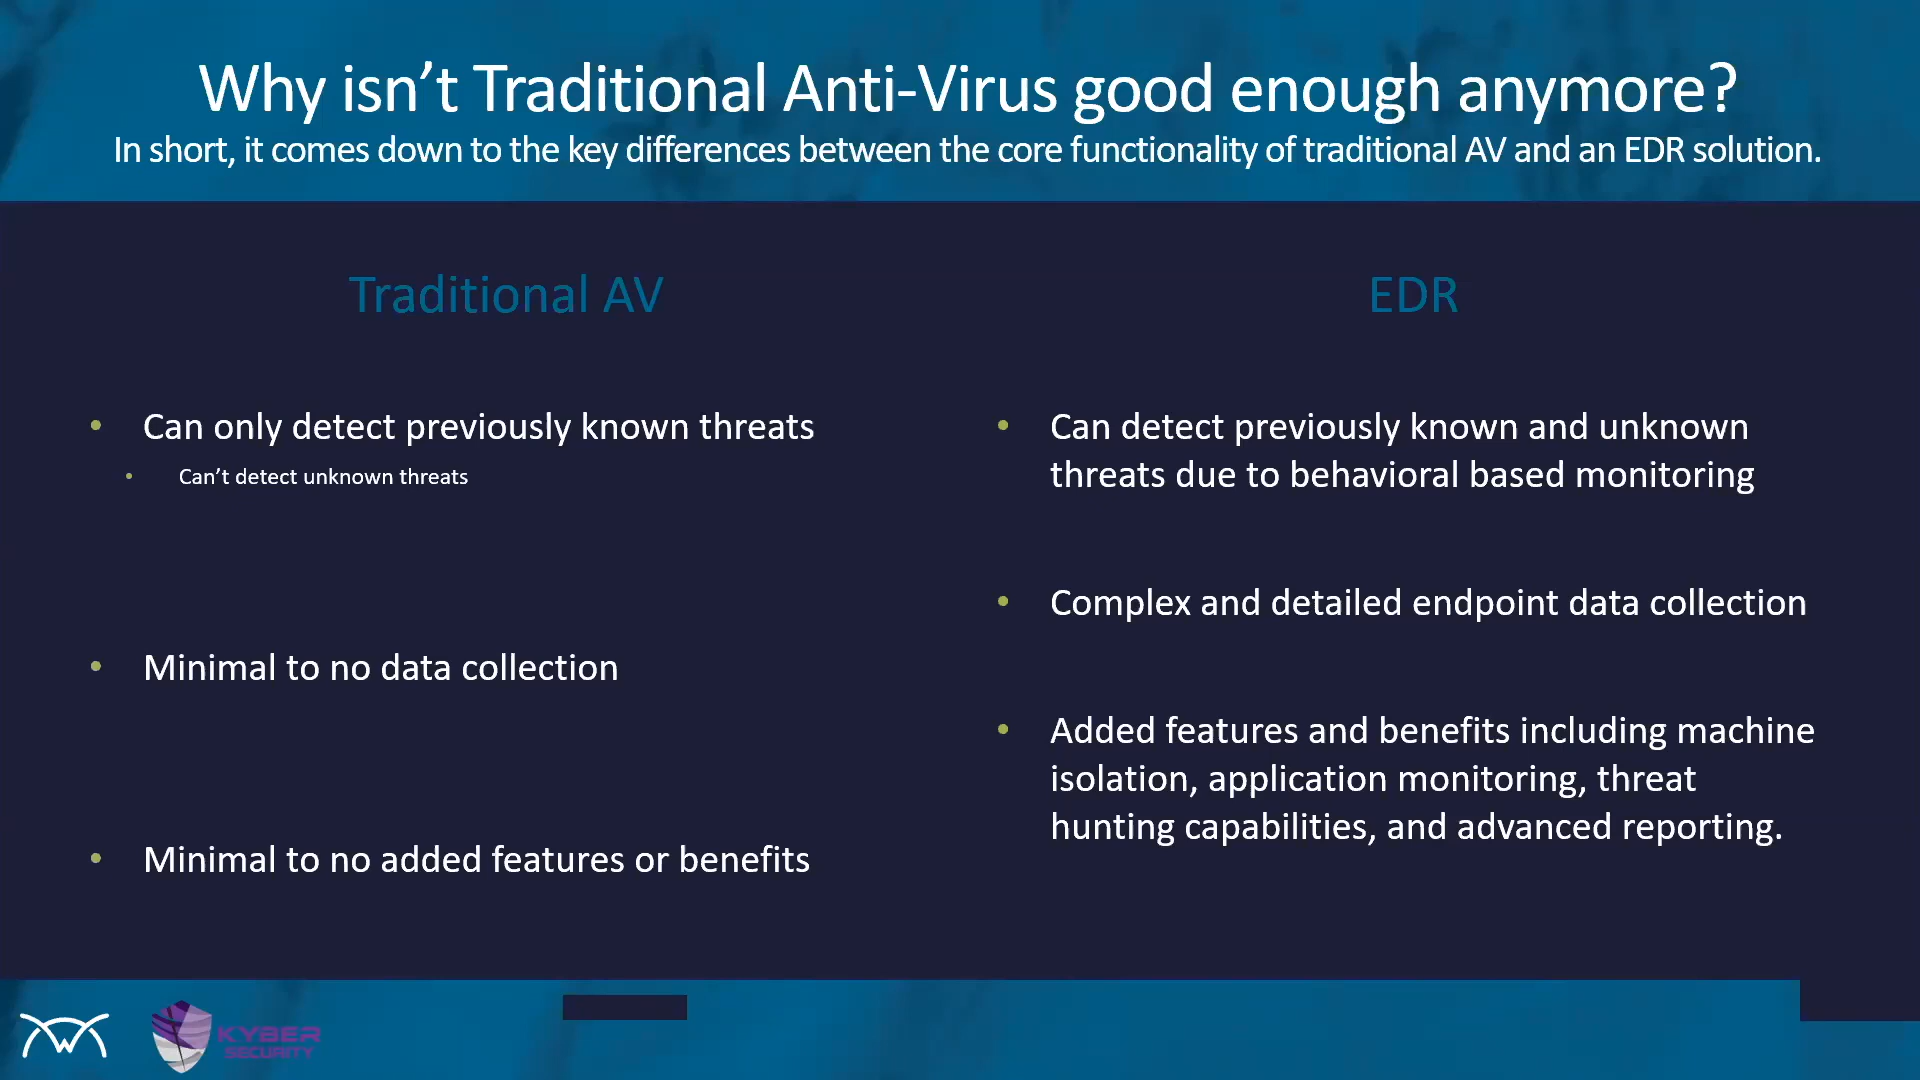 Why isn’t Traditional Anti-Virus good enough anymore?
In short, it comes down to the key differences between the core functionality of traditional AV and an EDR solution.
Traditional AV
• Can only detect previously known threats
• Can’t detect unknown threats
• Minimal to no data collection
• Minimal to no added features or benefits
EDR
• Can detect previously known and unknown
threats due to behavioral based monitoring
• Complex and detailed endpoint data collection
• Added features and benefits including machine
isolation, application monitoring, threat
hunting capabilities, and advanced reporting.
KYBER
SECURITY